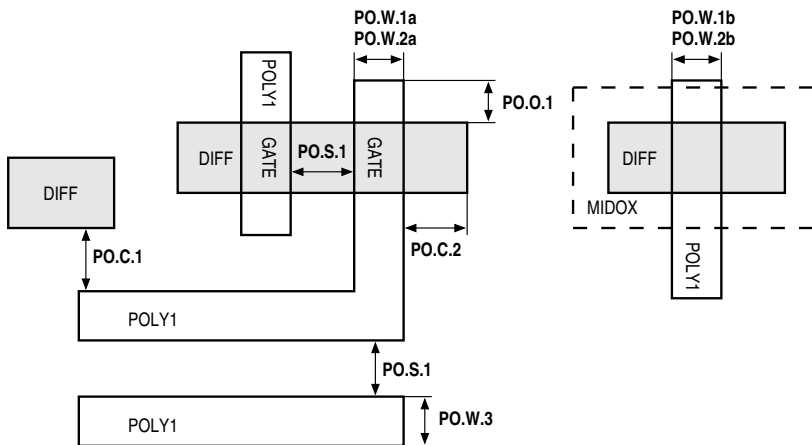 PO.W.1a
PO.W.2a
PO.W.1b
PO.W.2b
POLY1
PO.O.1
DIFF
GATE
PO.S.1
GATE
DIFF
DIFF
MIDOX
PO.C.1
PO.C.2
POLY1
POLY1
PO.S.1
POLY1
PO.W.3